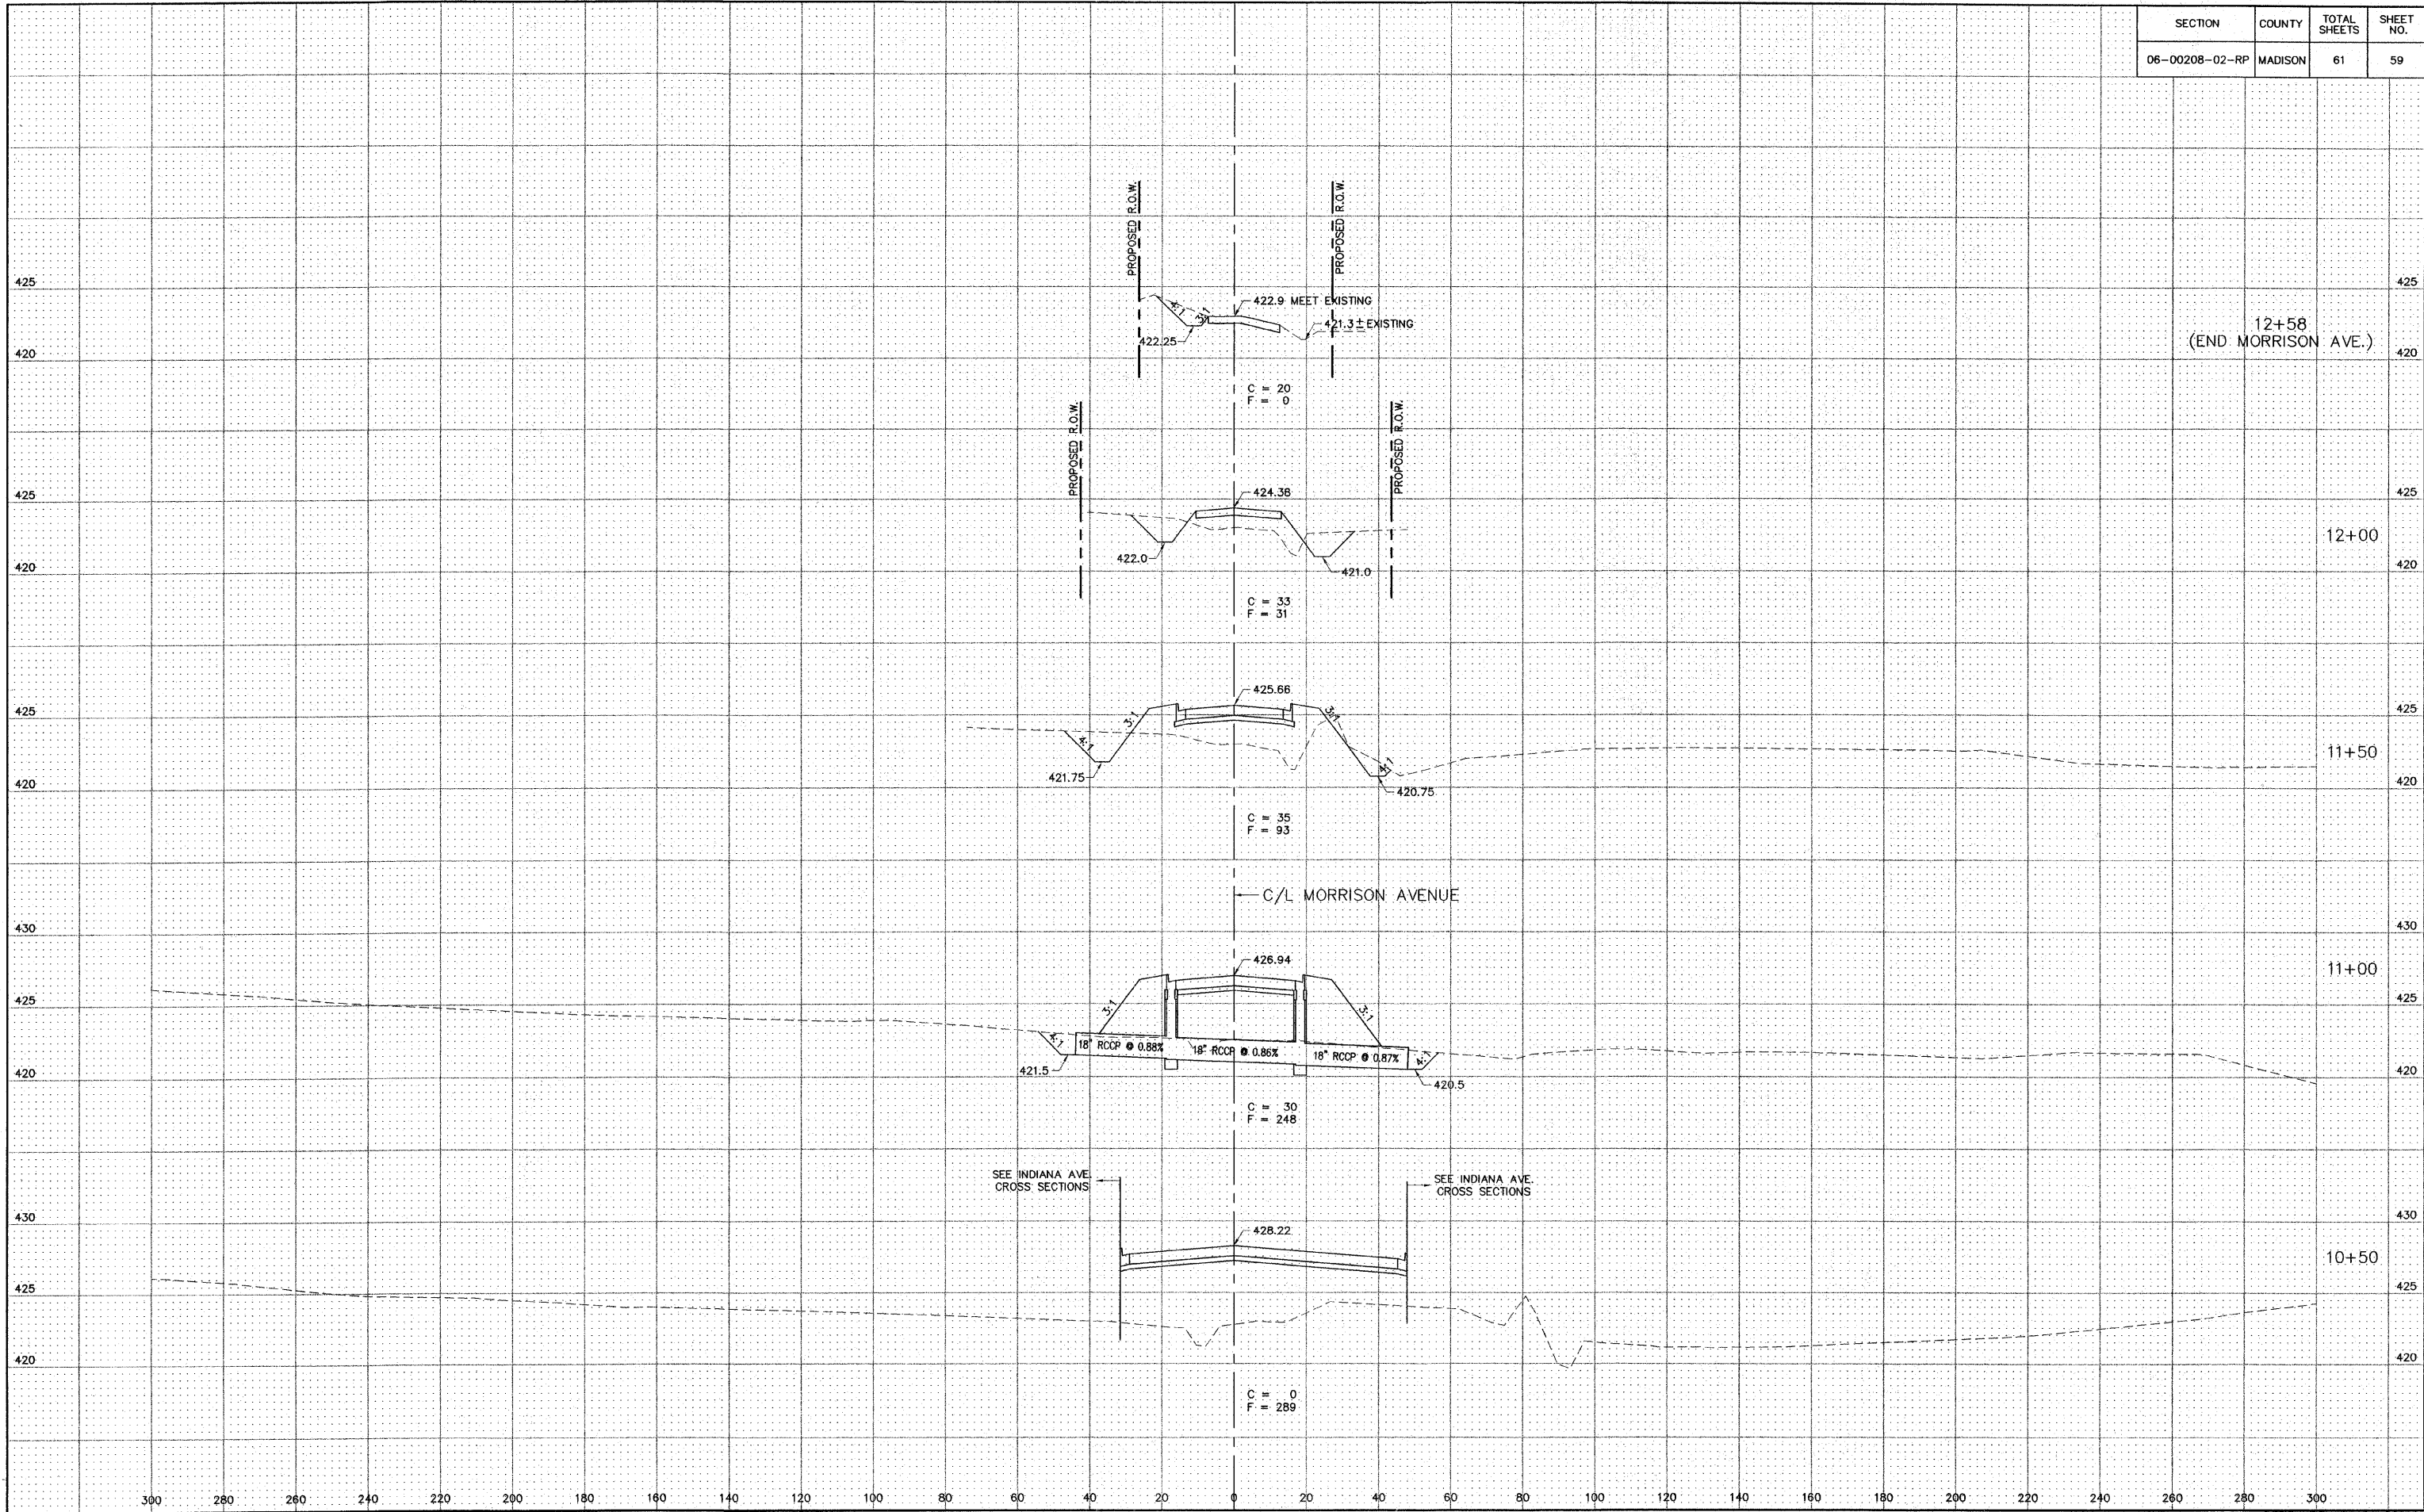 SECTION COUNTY TOTAL SHEETS SHEET NO.
06-00208-02-RP MADISON 61 59
PROPOSED R.O.W.
PROPOSED R.O.W.
425
422.9 MEET EXISTING
425
4:1
3:1
421.3± EXISTING
422.25
12+58
(END MORRISON AVE.)
420
420
C = 20
F = 0
PROPOSED R.O.W.
PROPOSED R.O.W.
425
424.38
425
12+00
422.0
421.0
420
420
C = 33
F = 31
425.66
425
3:1
3:1
425
4:1
11+50
421.75
4:1
420
420.75
420
C = 35
F = 93
C/L MORRISON AVENUE
430
430
426.94
11+00
425
3:1
3:1
425
4:1
18" RCCP @ 0.88%
18" RCCP @ 0.86%
18" RCCP @ 0.87%
4:1
421.5
420.5
420
420
C = 30
F = 248
SEE INDIANA AVE.
CROSS SECTIONS
SEE INDIANA AVE.
CROSS SECTIONS
430
428.22
430
10+50
425
425
420
420
C = 0
F = 289
300 280 260 240 220 200 180 160 140 120 100 80 60 40 20 0 20 40 60 80 100 120 140 160 180 200 220 240 260 280 300